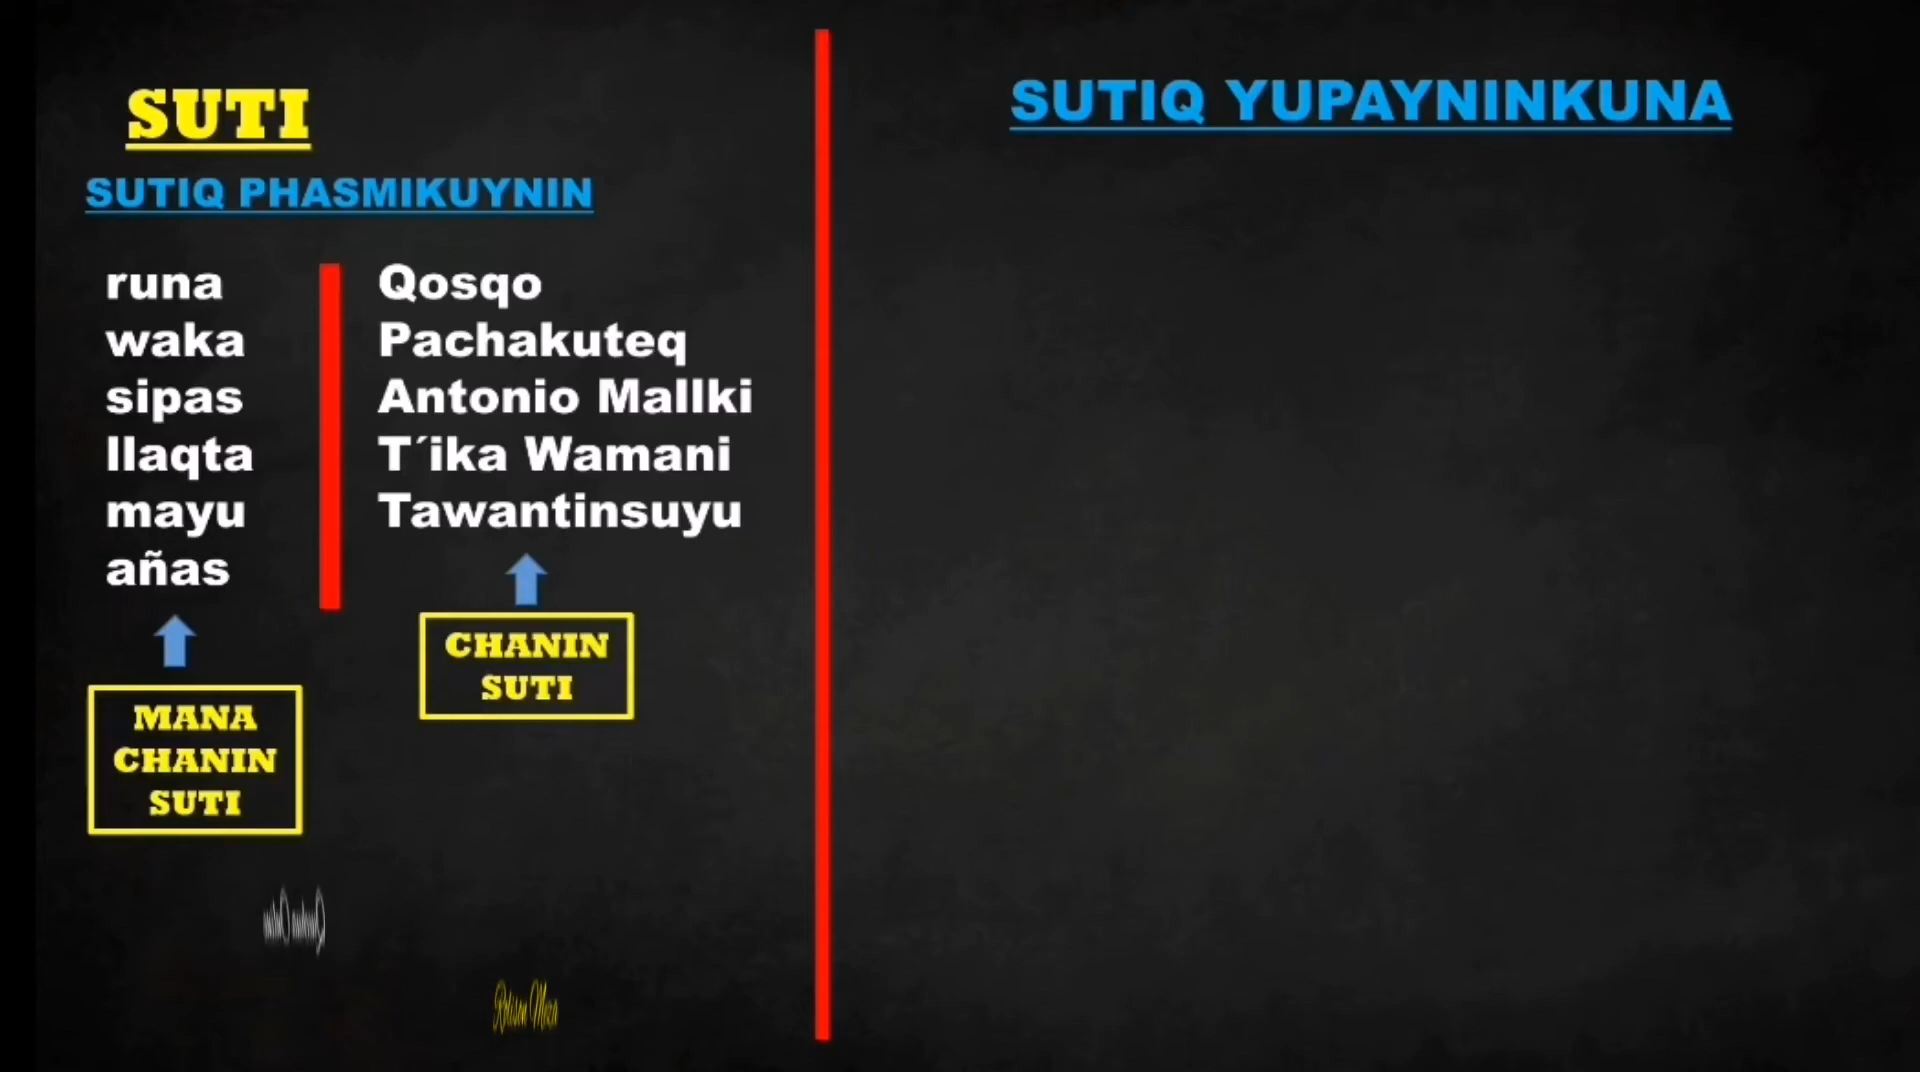 SUTI
SUTIQ PHASMIKUYNIN
runa
waka
sipas
llaqta
mayu
añas
MANA
CHANIN
SUTI
Qosqo
Pachakuteq
Antonio Mallki
T´ika Wamani
Tawantinsuyu
CHANIN
SUTI
SUTIQ YUPAYNINKUNA